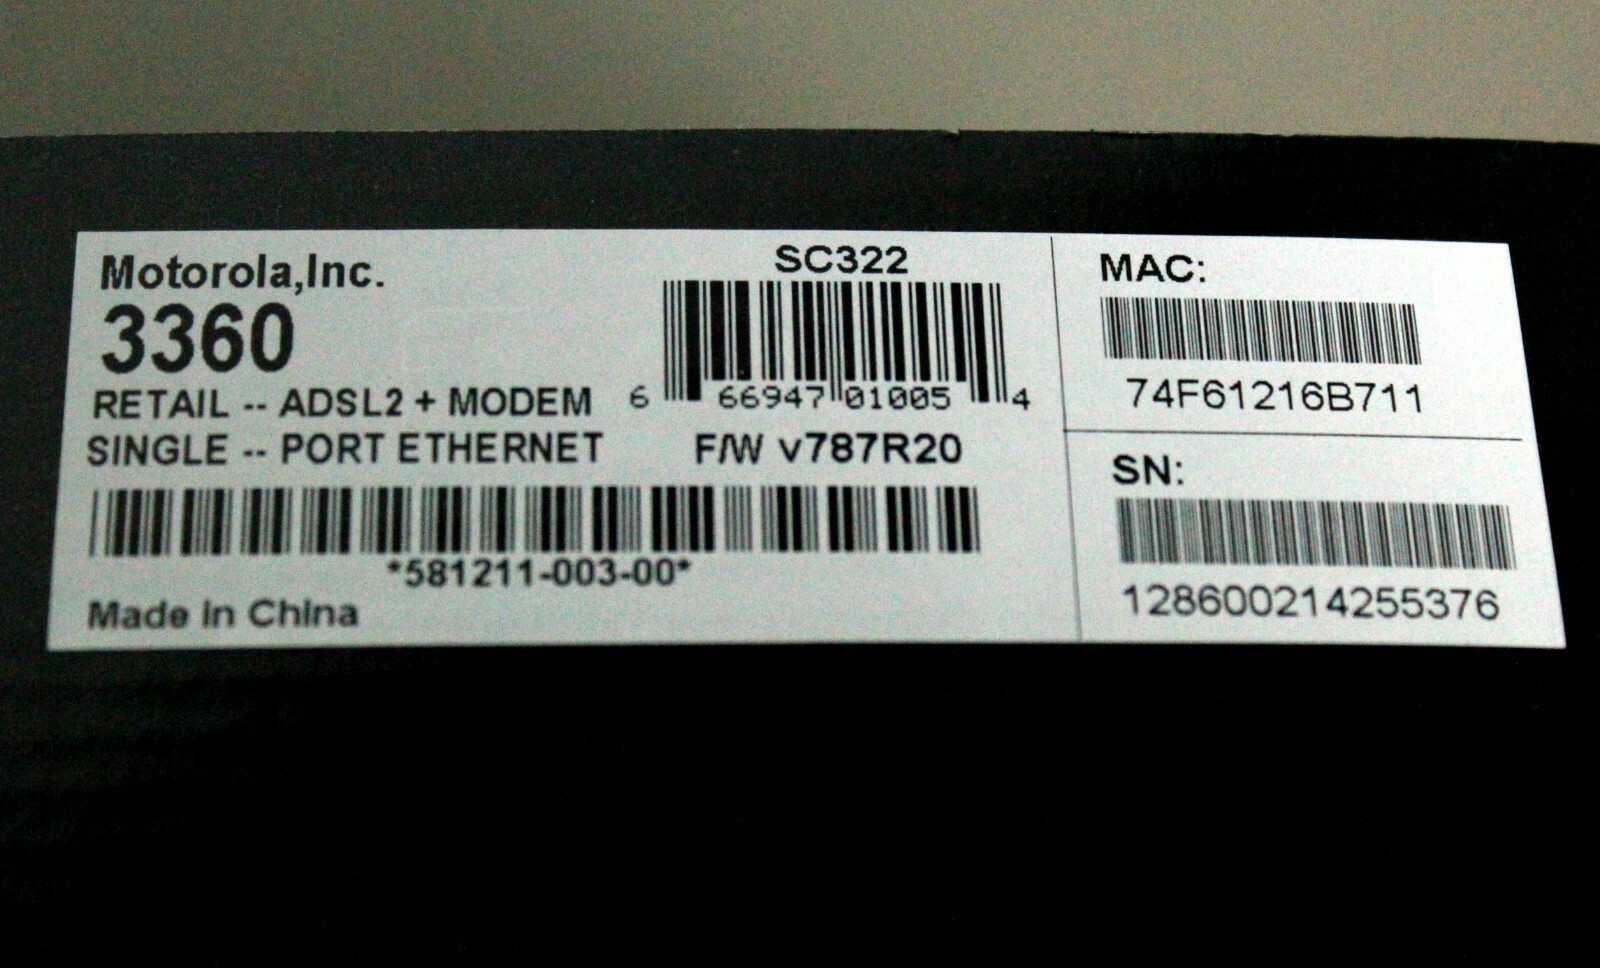 Motorola,Inc.
3360
RETAIL -- ADSL2 + MODEM
SINGLE -- PORT ETHERNET
SC322
6 66947 01005 4
F/W v787R20
*581211-003-00*
Made in China
MAC:
74F61216B711
SN:
128600214255376